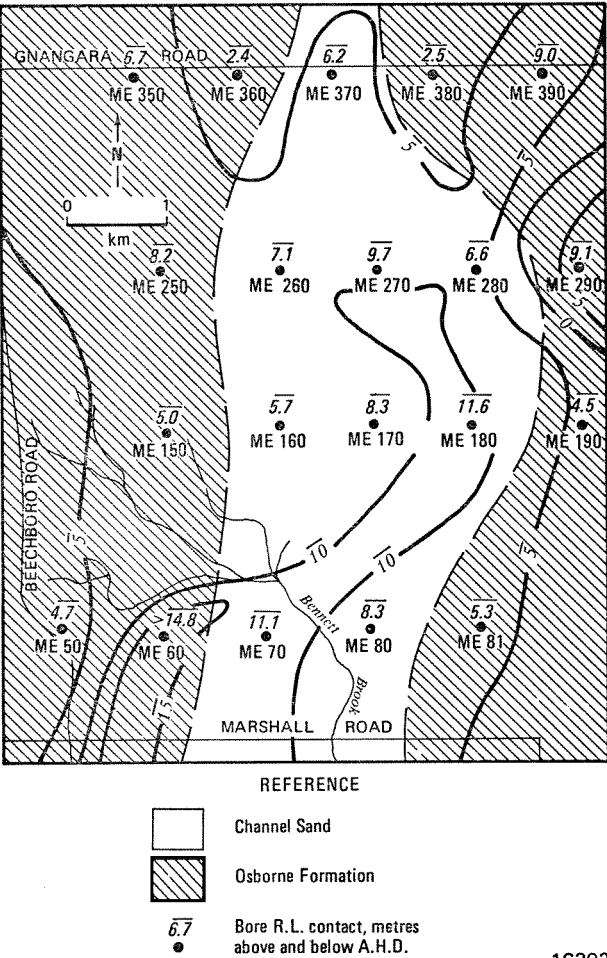 GNANGARA ROAD
6.7 2.4 6.2 2.5 9.0
ME 350 ME 360 ME 370 ME 380 ME 390
N
5
5
0 1
km
8.2 7.1 9.7 6.6 9.1
ME 250 ME 260 ME 270 ME 280 ME 290
5
0
5.0 5.7 8.3 11.6 4.5
ME 150 ME 160 ME 170 ME 180 ME 190
BEECHBORO ROAD
5
10
10
5
4.7 >14.8 11.1 8.3 5.3
ME 50 ME 60 ME 70 ME 80 ME 81
Bennett
Brook
15
MARSHALL ROAD
REFERENCE
Channel Sand
Osborne Formation
6.7 Bore R.L. contact, metres
above and below A.H.D.